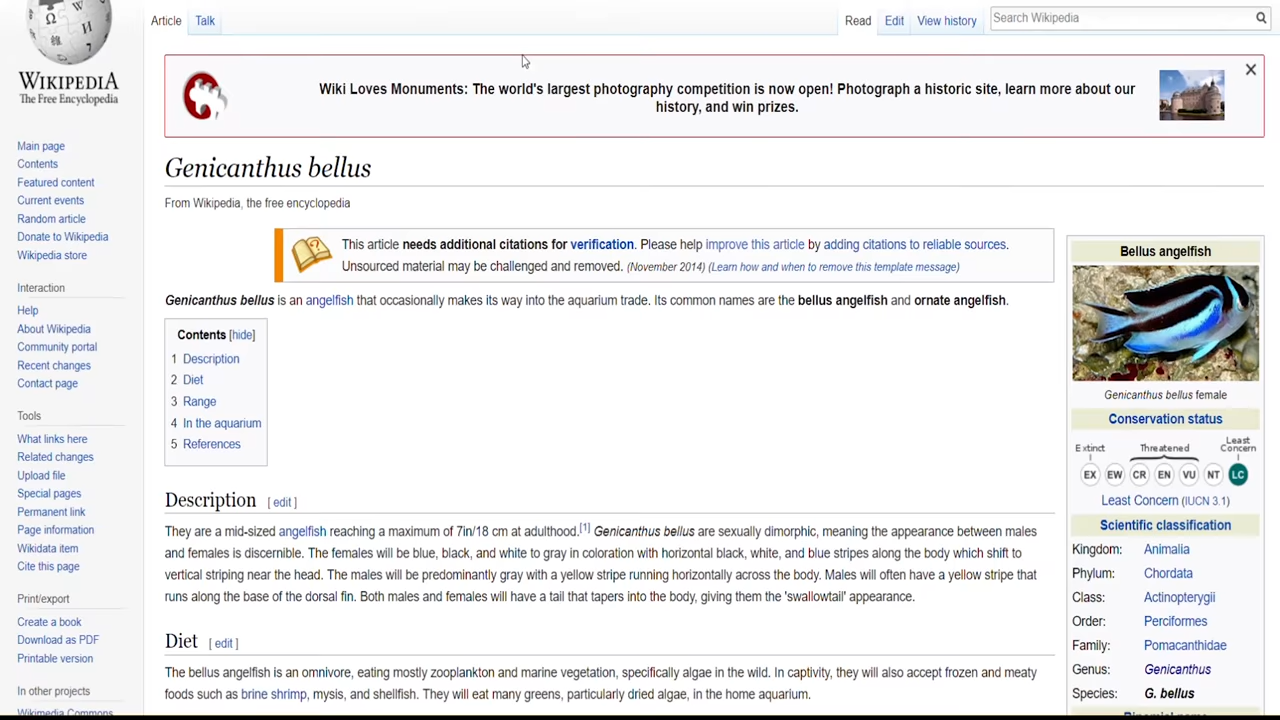 Article Talk Read Edit View history Search Wikipedia
WIKIPEDIA
The Free Encyclopedia
Main page
Contents
Featured content
Current events
Random article
Donate to Wikipedia
Wikipedia store
Interaction
Help
About Wikipedia
Community portal
Recent changes
Contact page
Tools
What links here
Related changes
Upload file
Special pages
Permanent link
Page information
Wikidata item
Cite this page
Print/export
Create a book
Download as PDF
Printable version
In other projects
Wikimedia Commons
Wiki Loves Monuments: The world's largest photography competition is now open! Photograph a historic site, learn more about our
history, and win prizes.
Genicanthus bellus
From Wikipedia, the free encyclopedia
This article needs additional citations for verification. Please help improve this article by adding citations to reliable sources.
Unsourced material may be challenged and removed. (November 2014) (Learn how and when to remove this template message)
Genicanthus bellus is an angelfish that occasionally makes its way into the aquarium trade. Its common names are the bellus angelfish and ornate angelfish.
Contents [hide]
1 Description
2 Diet
3 Range
4 In the aquarium
5 References
Description [ edit ]
They are a mid-sized angelfish reaching a maximum of 7in/18 cm at adulthood.[1] Genicanthus bellus are sexually dimorphic, meaning the appearance between males
and females is discernible. The females will be blue, black, and white to gray in coloration with horizontal black, white, and blue stripes along the body which shift to
vertical striping near the head. The males will be predominantly gray with a yellow stripe running horizontally across the body. Males will often have a yellow stripe that
runs along the base of the dorsal fin. Both males and females will have a tail that tapers into the body, giving them the 'swallowtail' appearance.
Diet [ edit ]
The bellus angelfish is an omnivore, eating mostly zooplankton and marine vegetation, specifically algae in the wild. In captivity, they will also accept frozen and meaty
foods such as brine shrimp, mysis, and shellfish. They will eat many greens, particularly dried algae, in the home aquarium.
Bellus angelfish
Genicanthus bellus female
Conservation status
Extinct Threatened Least
Concern
EX EW CR EN VU NT LC
Least Concern (IUCN 3.1)
Scientific classification
Kingdom: Animalia
Phylum: Chordata
Class: Actinopterygii
Order: Perciformes
Family: Pomacanthidae
Genus: Genicanthus
Species: G. bellus
Binomial name